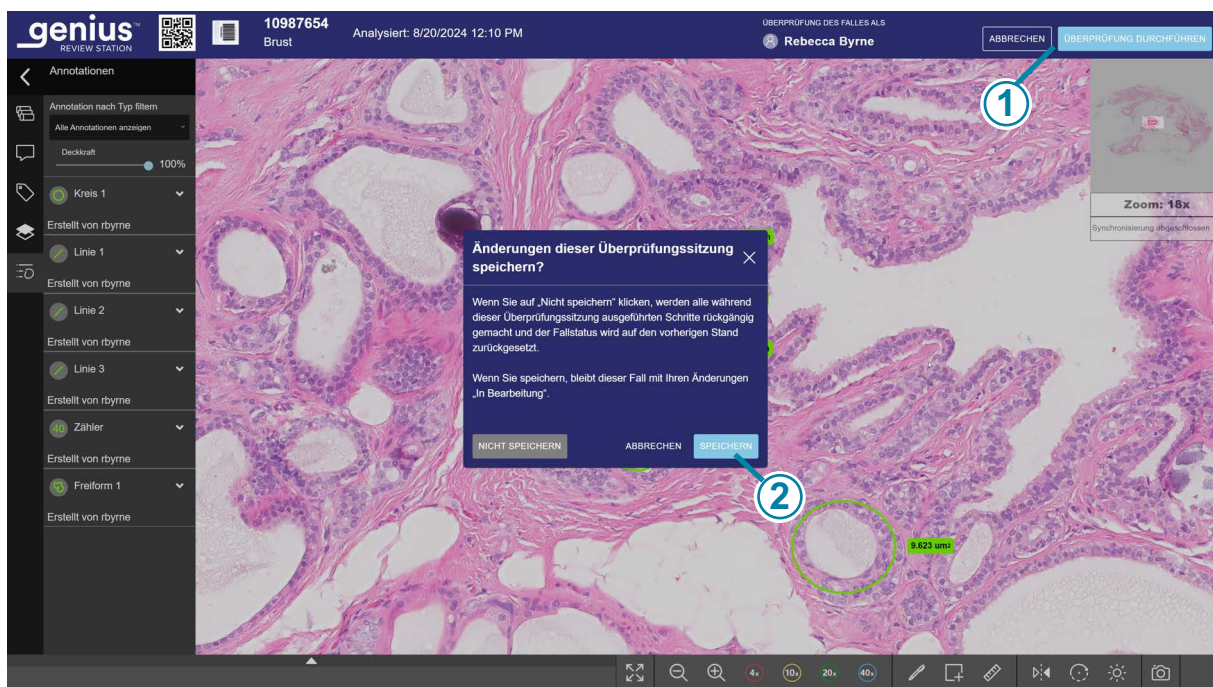 genius™
REVIEW STATION
10987654
Brust
Analysiert: 8/20/2024 12:10 PM
ÜBERPRÜFUNG DES FALLES ALS
Rebecca Byrne
ABBRECHEN
ÜBERPRÜFUNG DURCHFÜHREN
1
Annotationen
Annotation nach Typ filtern
Alle Annotationen anzeigen
Deckkraft
100%
Kreis 1
Erstellt von rbyrne
Linie 1
Erstellt von rbyrne
Linie 2
Erstellt von rbyrne
Linie 3
Erstellt von rbyrne
40 Zähler
Erstellt von rbyrne
Freiform 1
Erstellt von rbyrne
Zoom: 18x
Synchronisierung abgeschlossen
Änderungen dieser Überprüfungssitzung
speichern?
Wenn Sie auf „Nicht speichern“ klicken, werden alle während
dieser Überprüfungssitzung ausgeführten Schritte rückgängig
gemacht und der Fallstatus wird auf den vorherigen Stand
zurückgesetzt.
Wenn Sie speichern, bleibt dieser Fall mit Ihren Änderungen
„In Bearbeitung“.
NICHT SPEICHERN
ABBRECHEN
SPEICHERN
2
9.623 um2
4x
10x
20x
40x